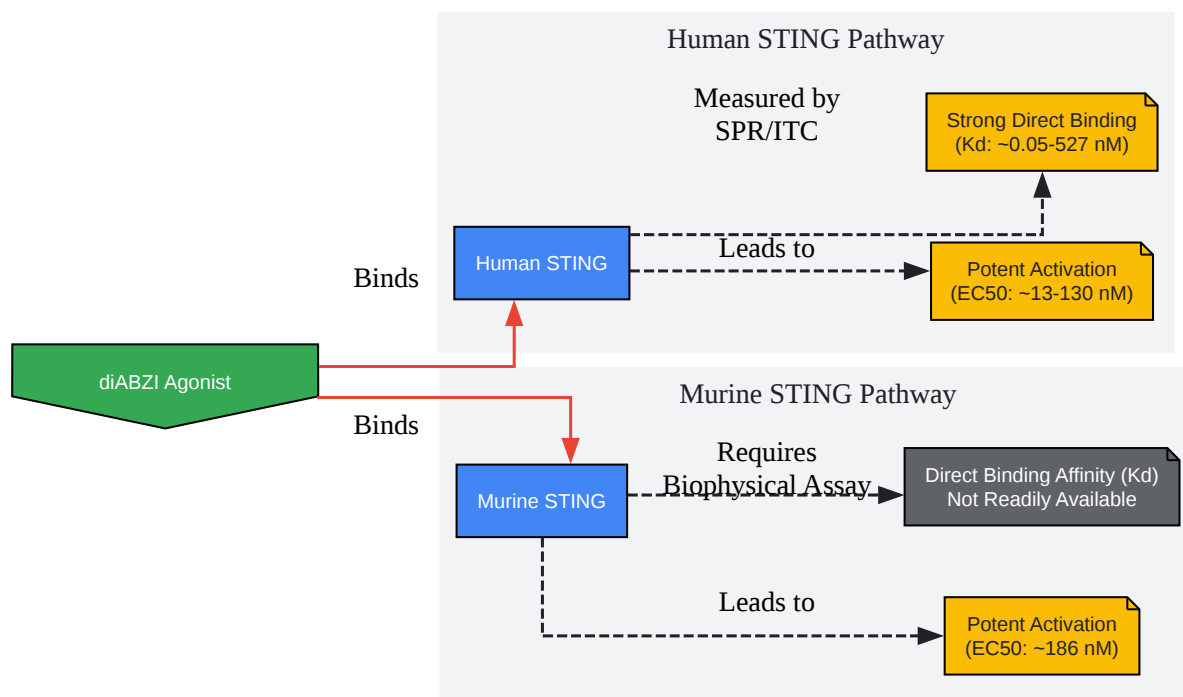 Human STING Pathway
Measured by
SPR/ITC
Strong Direct Binding
(Kd: ~0.05-527 nM)
Human STING
Leads to
Potent Activation
(EC50: ~13-130 nM)
Binds
diABZI Agonist
Binds
Murine STING Pathway
Murine STING
Requires
Biophysical Assay
Direct Binding Affinity (Kd)
Not Readily Available
Leads to
Potent Activation
(EC50: ~186 nM)